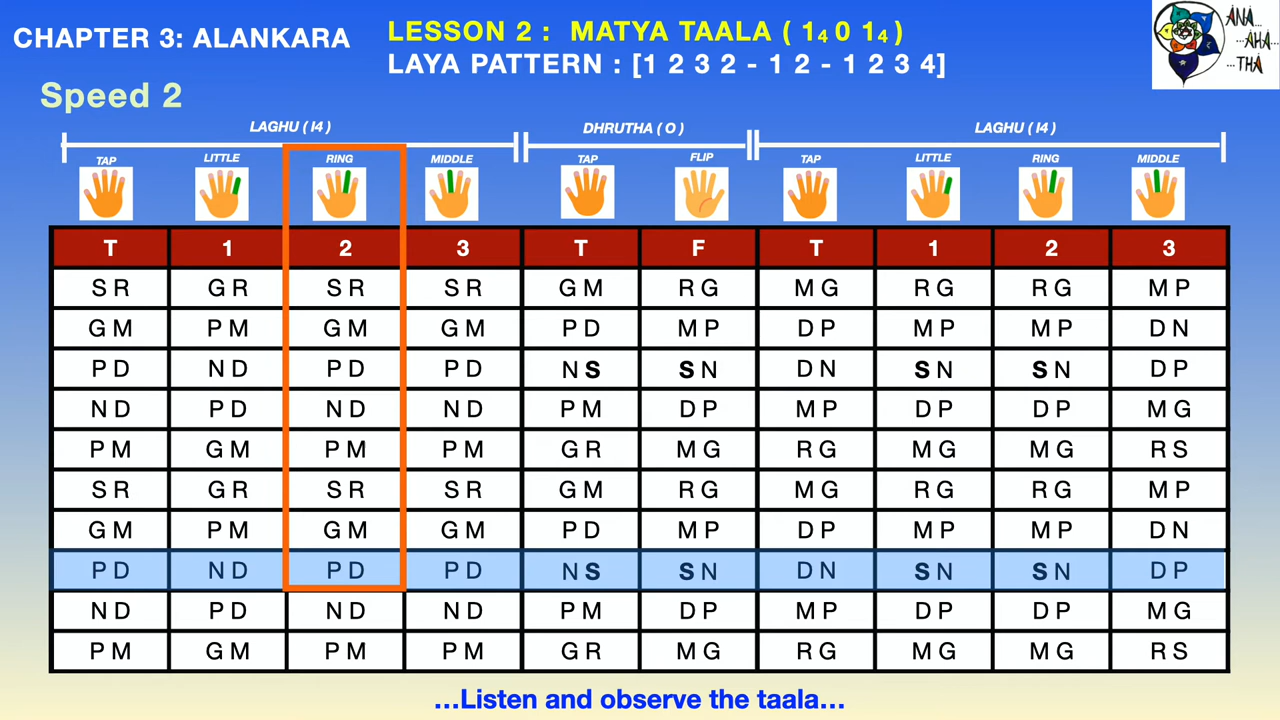 CHAPTER 3: ALANKARA
LESSON 2 : MATYA TAALA ( 1₄ 0 1₄ )
LAYA PATTERN : [1 2 3 2 - 1 2 - 1 2 3 4]
ANA...
...AHA...
...THA
Speed 2
LAGHU ( I4 ) DHRUTHA ( O ) LAGHU ( I4 )
TAP LITTLE RING MIDDLE TAP FLIP TAP LITTLE RING MIDDLE
T 1 2 3 T F T 1 2 3
S R G R S R S R G M R G M G R G R G M P
G M P M G M G M P D M P D P M P M P D N
P D N D P D P D N S S N D N S N S N D P
N D P D N D N D P M D P M P D P D P M G
P M G M P M P M G R M G R G M G M G R S
S R G R S R S R G M R G M G R G R G M P
G M P M G M G M P D M P D P M P M P D N
P D N D P D P D N S S N D N S N S N D P
N D P D N D N D P M D P M P D P D P M G
P M G M P M P M G R M G R G M G M G R S
...Listen and observe the taala...